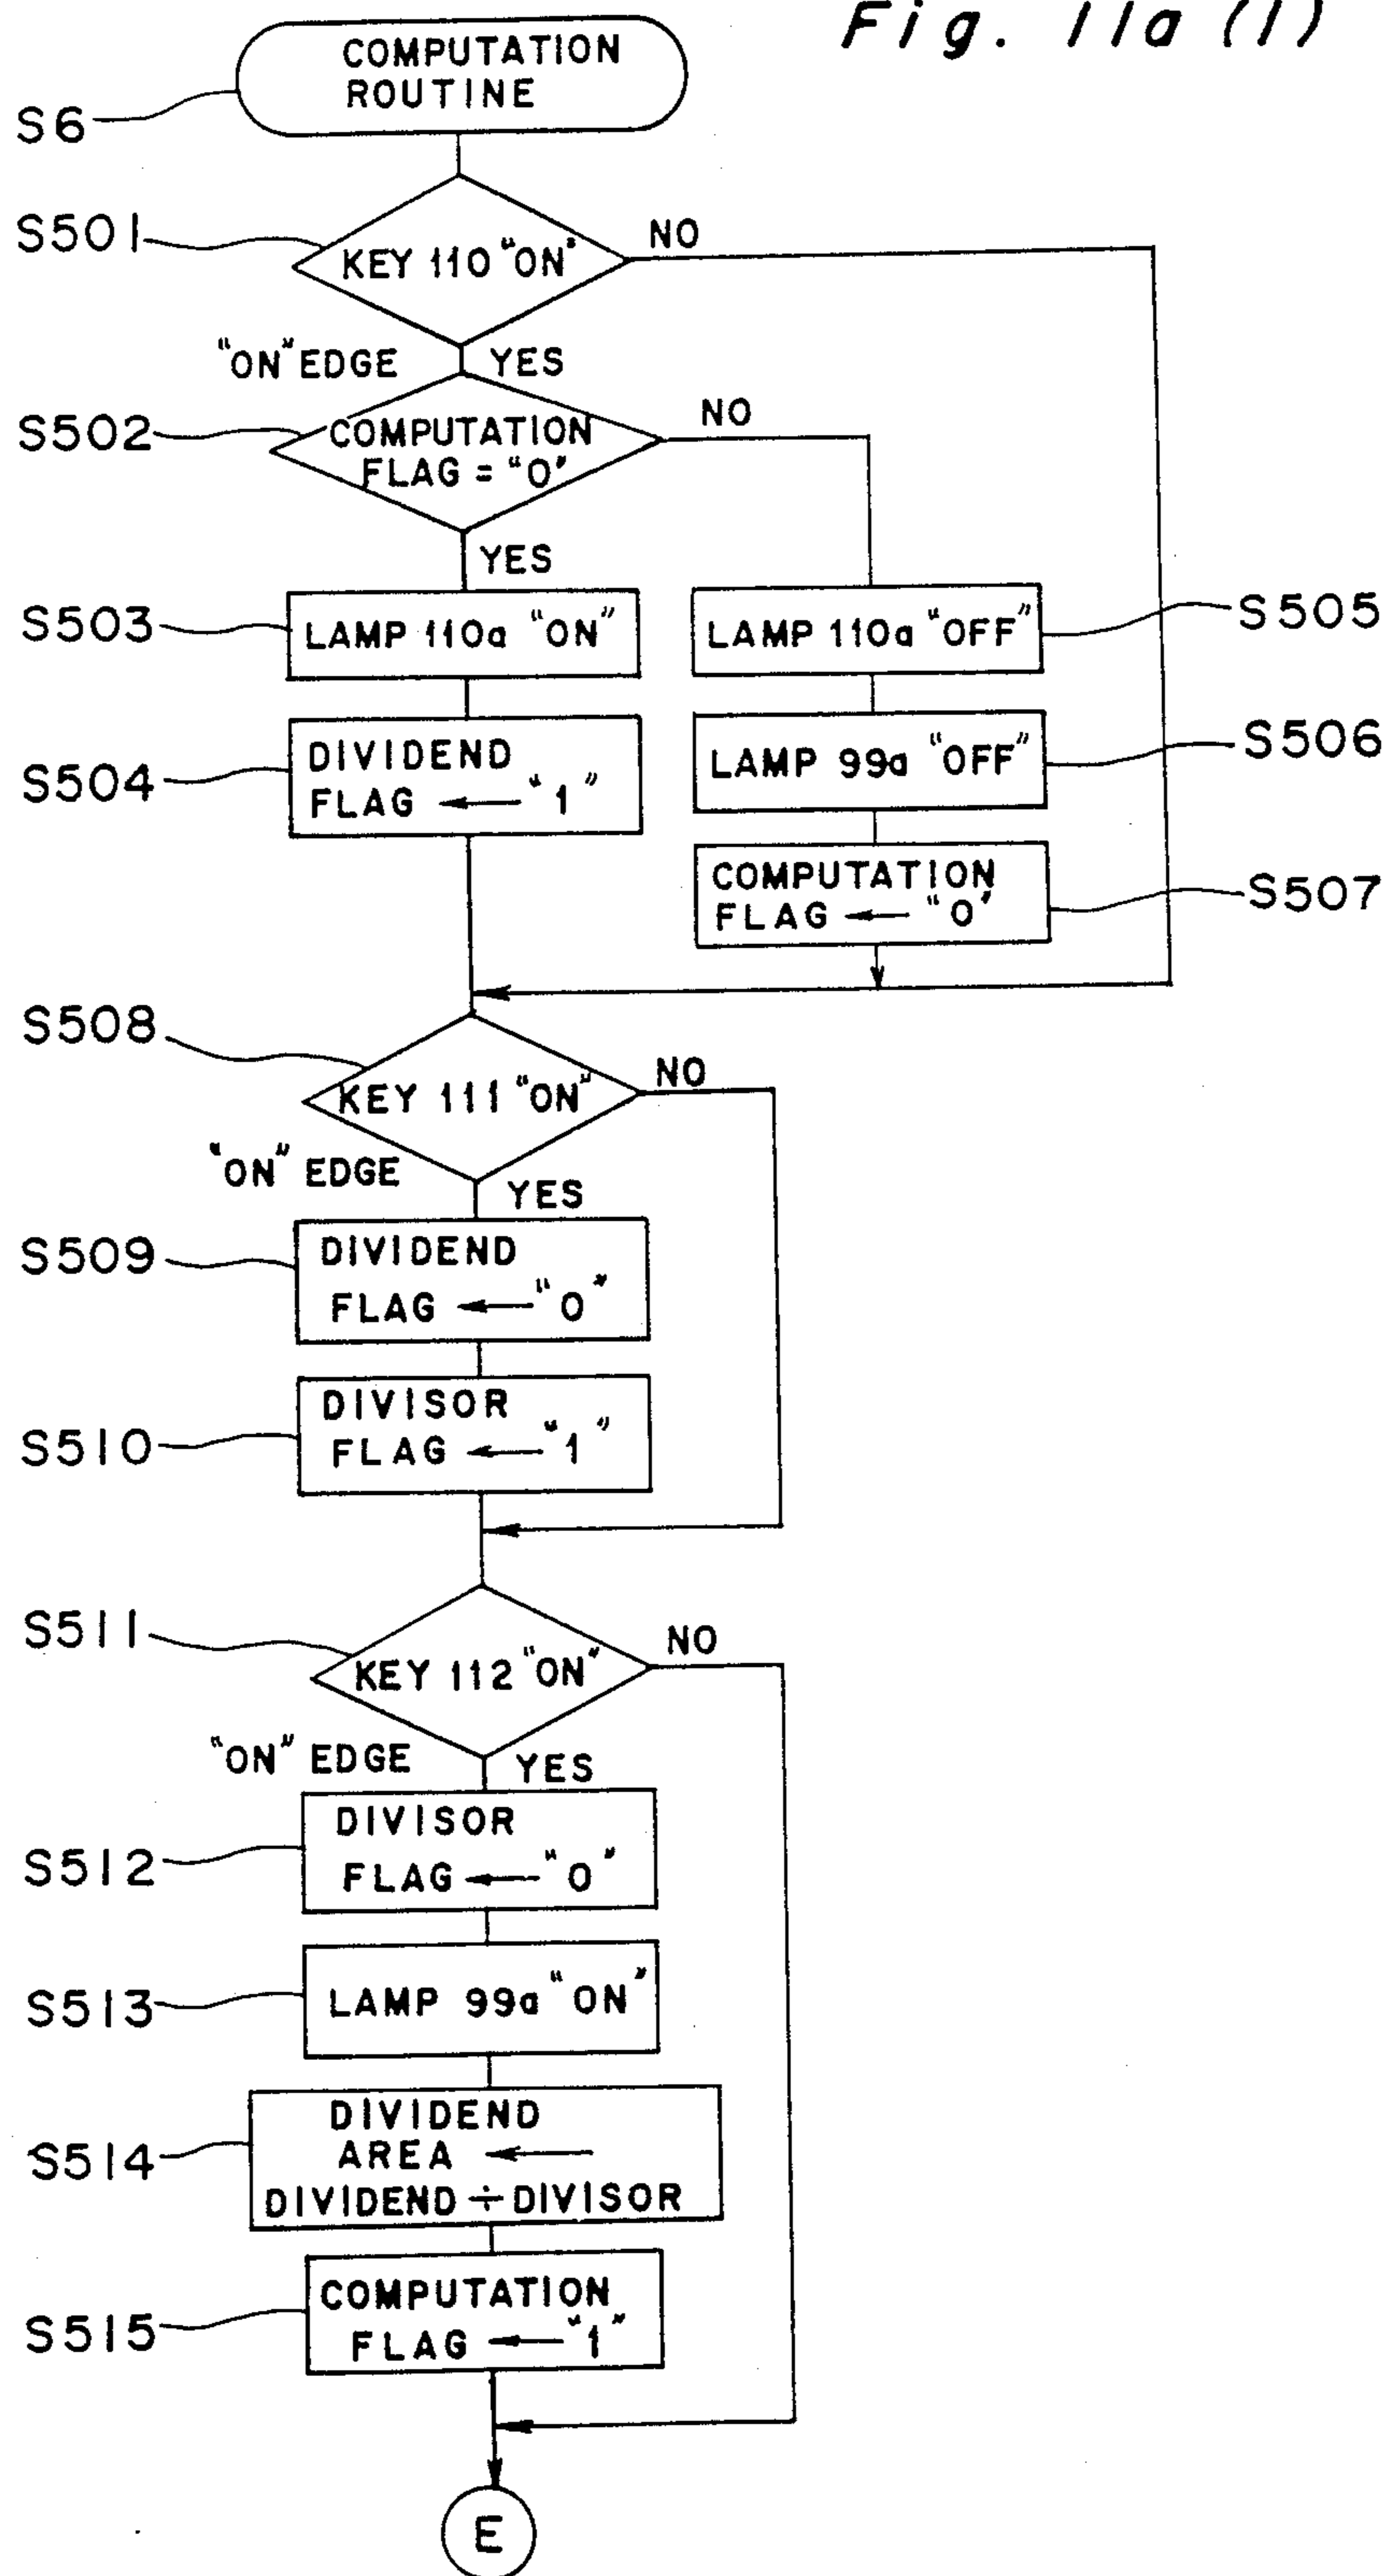 Fig. 11a (1)
COMPUTATION
ROUTINE
S6
S501
KEY 110 "ON"
NO
"ON" EDGE
YES
S502
COMPUTATION
FLAG = "0"
NO
YES
S503
LAMP 110a "ON"
LAMP 110a "OFF"
S505
S504
DIVIDEND
FLAG ← "1"
LAMP 99a "OFF"
S506
COMPUTATION
FLAG ← "0"
S507
S508
KEY 111 "ON"
NO
"ON" EDGE
YES
S509
DIVIDEND
FLAG ← "0"
S510
DIVISOR
FLAG ← "1"
S511
KEY 112 "ON"
NO
"ON" EDGE
YES
S512
DIVISOR
FLAG ← "0"
S513
LAMP 99a "ON"
S514
DIVIDEND
AREA ←
DIVIDEND ÷ DIVISOR
S515
COMPUTATION
FLAG ← "1"
E